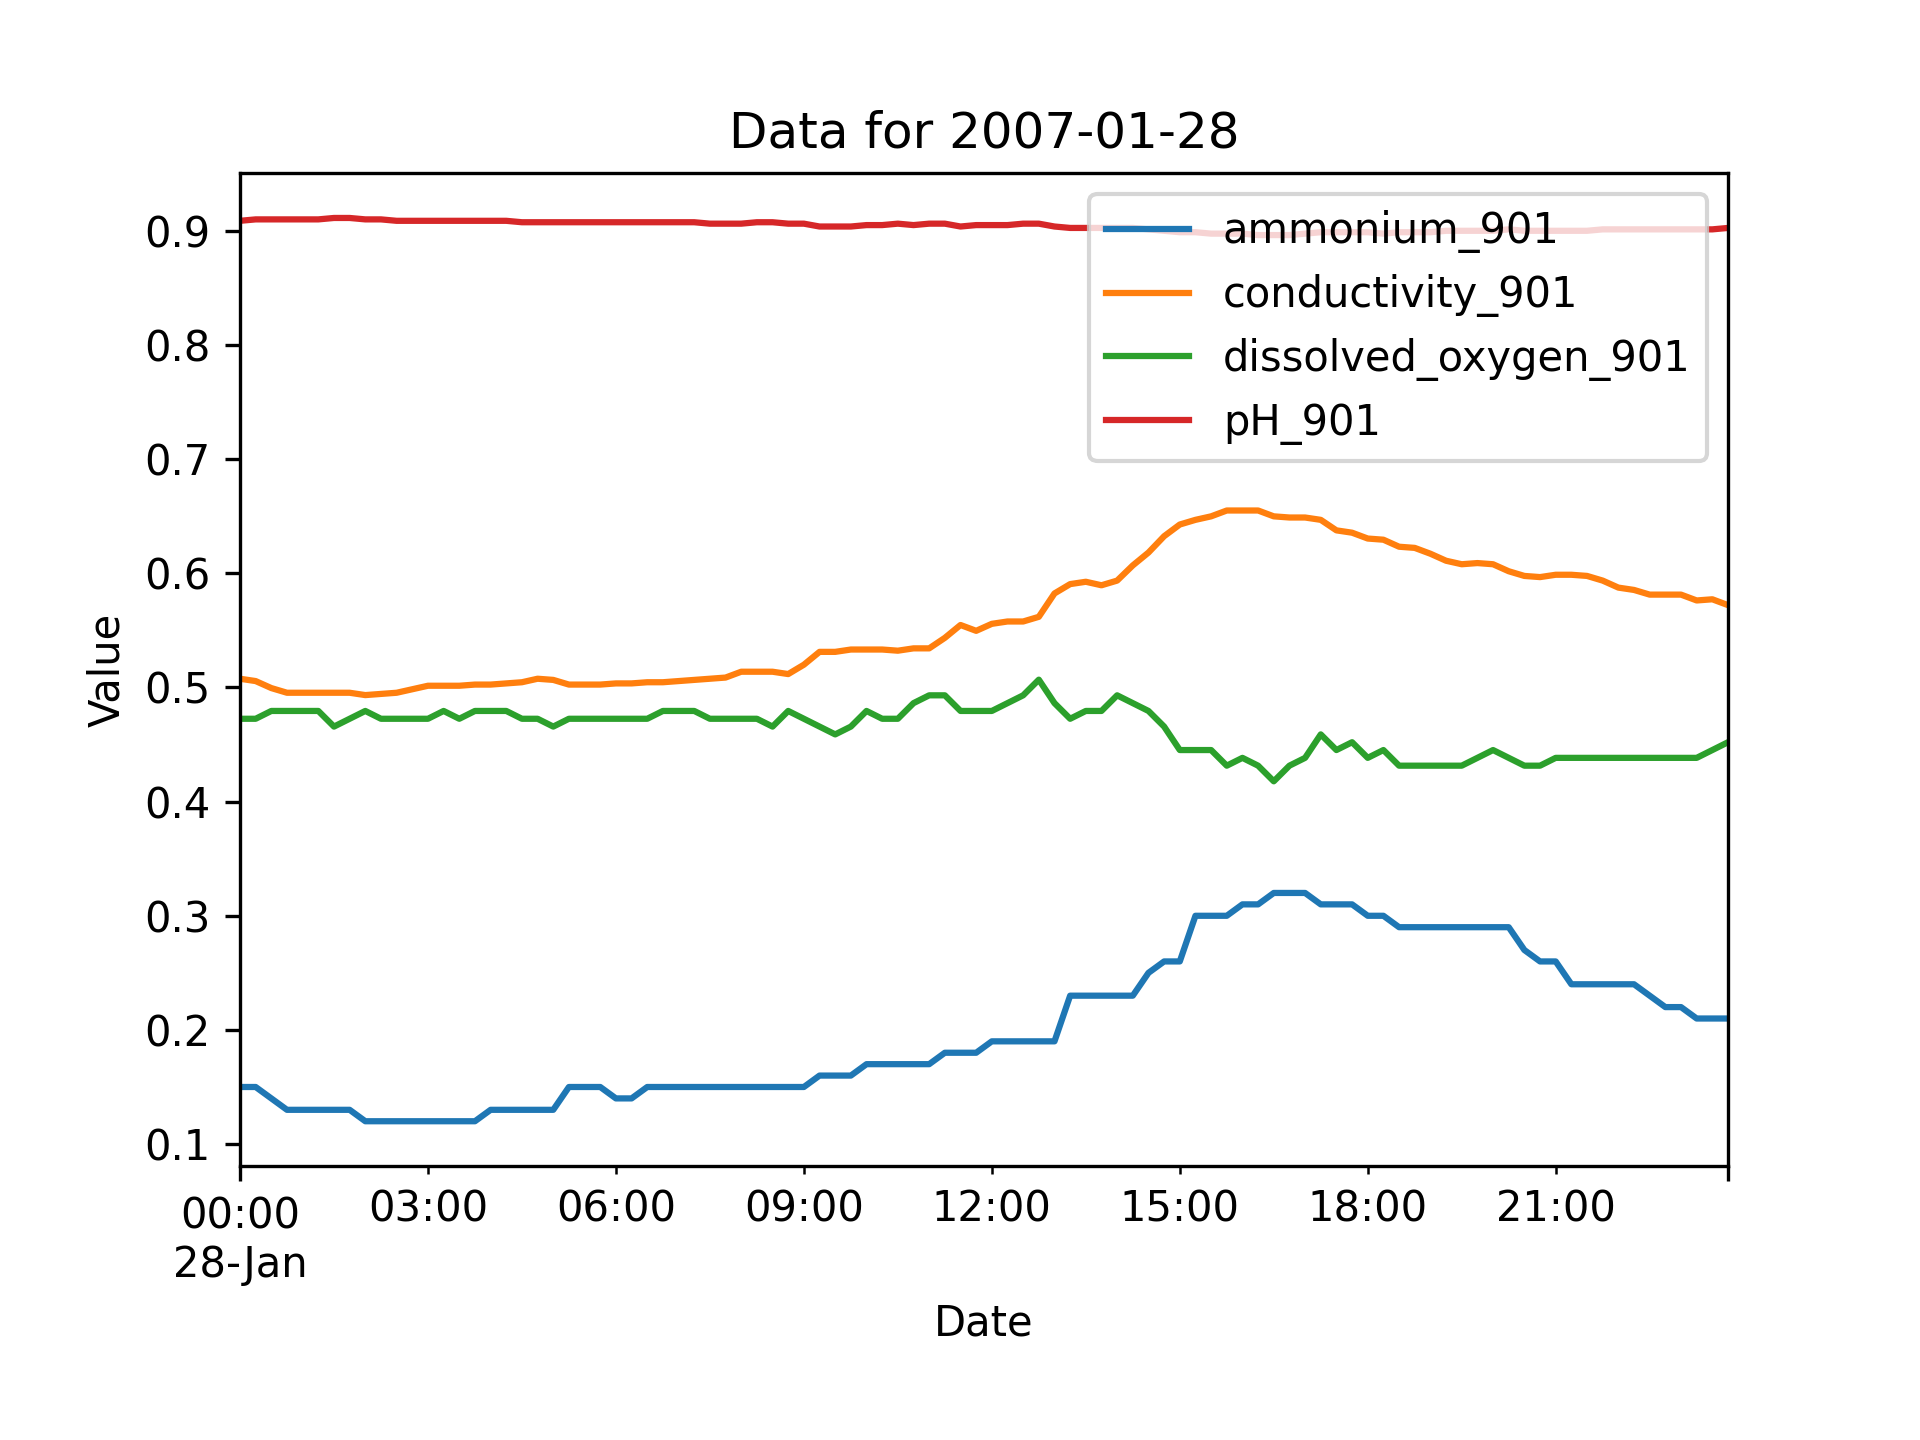 Data for 2007-01-28
ammonium_901
conductivity_901
dissolved_oxygen_901
pH_901
Value
0.9
0.8
0.7
0.6
0.5
0.4
0.3
0.2
0.1
00:00 03:00 06:00 09:00 12:00 15:00 18:00 21:00
28-Jan
Date